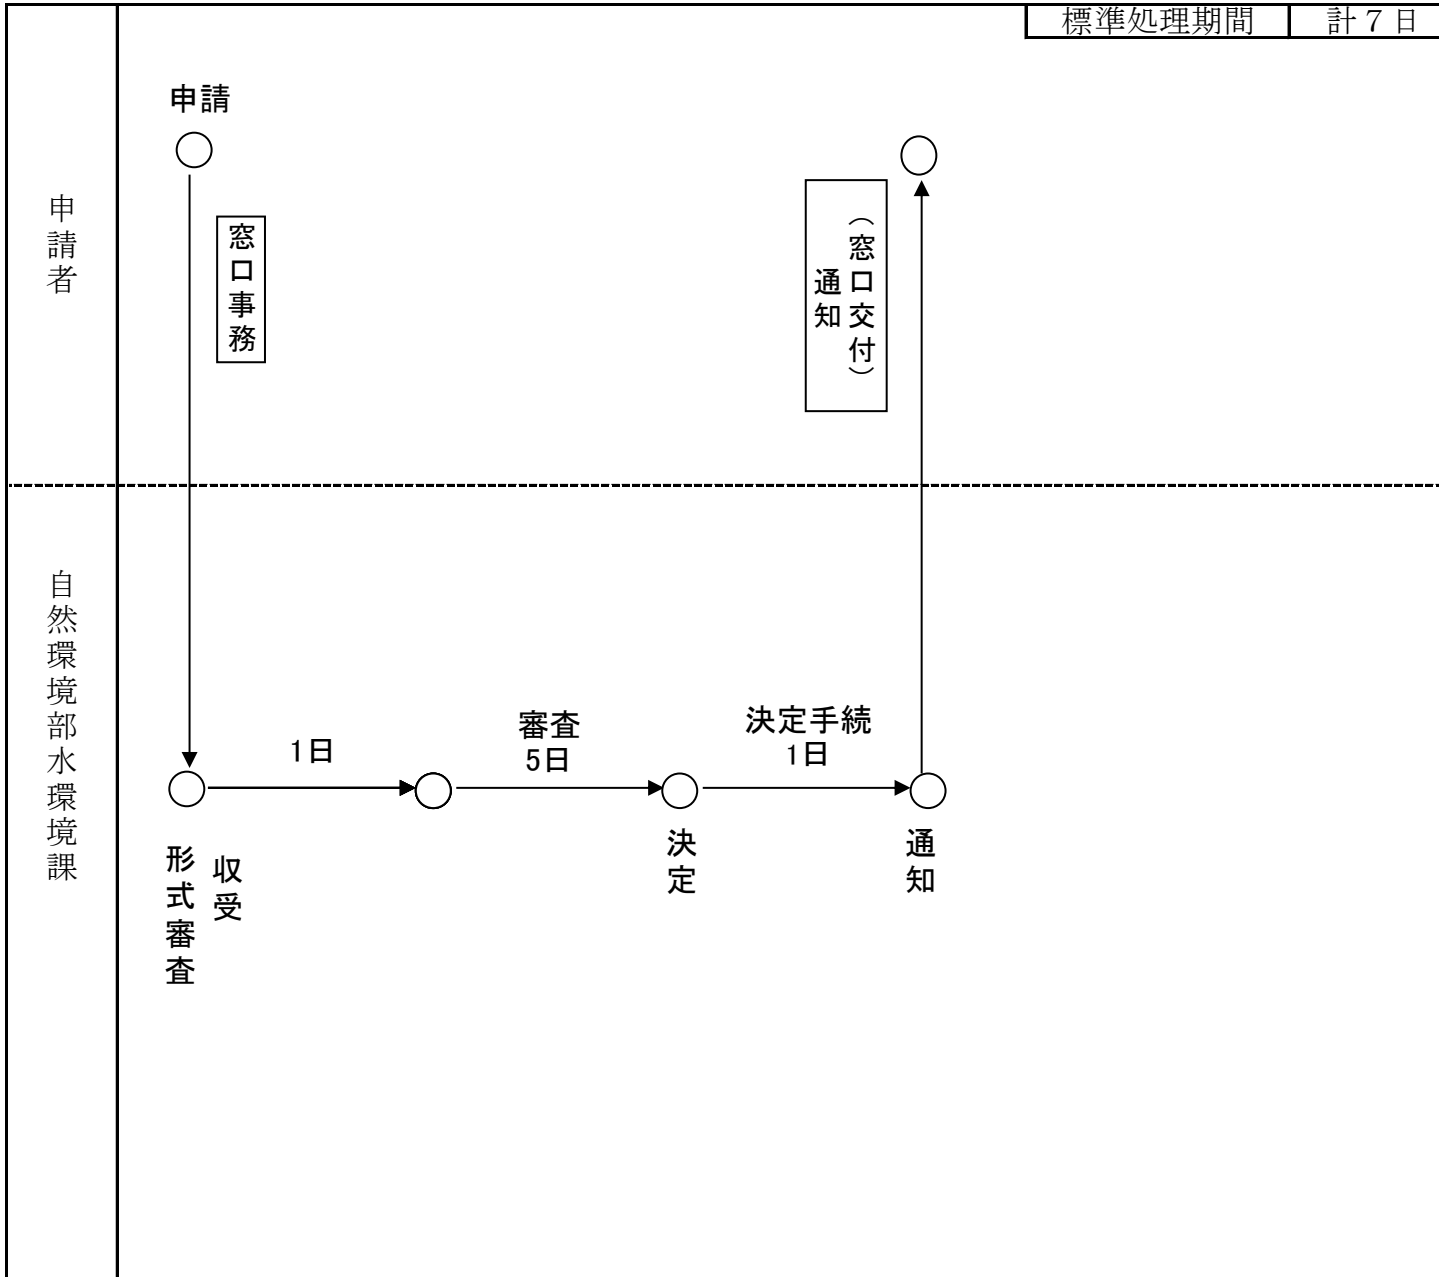 標準処理期間 計7日
申請者
申請
窓口事務
(窓口交付)
通知
自然環境部水環境課
1日
審査
5日
決定手続
1日
収受
形式審査
決定
通知